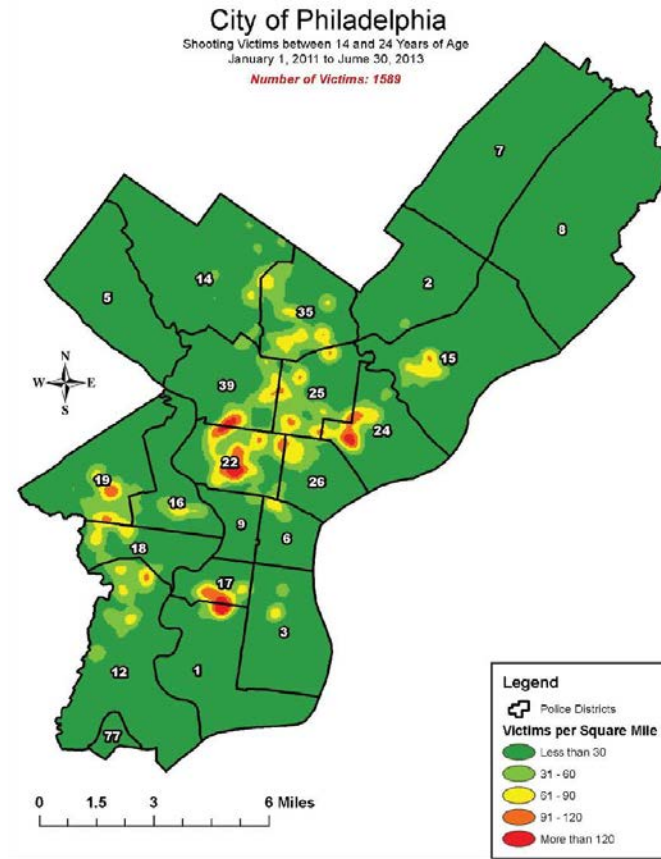 City of Philadelphia
Shooting Victims between 14 and 24 Years of Age
January 1, 2011 to Jume 30, 2013
Number of Victims: 1589
7
8
2
14
5
35
15
N
W E
S
39
25
24
22
19
26
16
9
6
18
17
3
12
1
77
0 1.5 3 6 Miles
Legend
Police Districts
Victims per Square Mile
Less than 30
31 - 60
61 - 90
91 - 120
More than 120